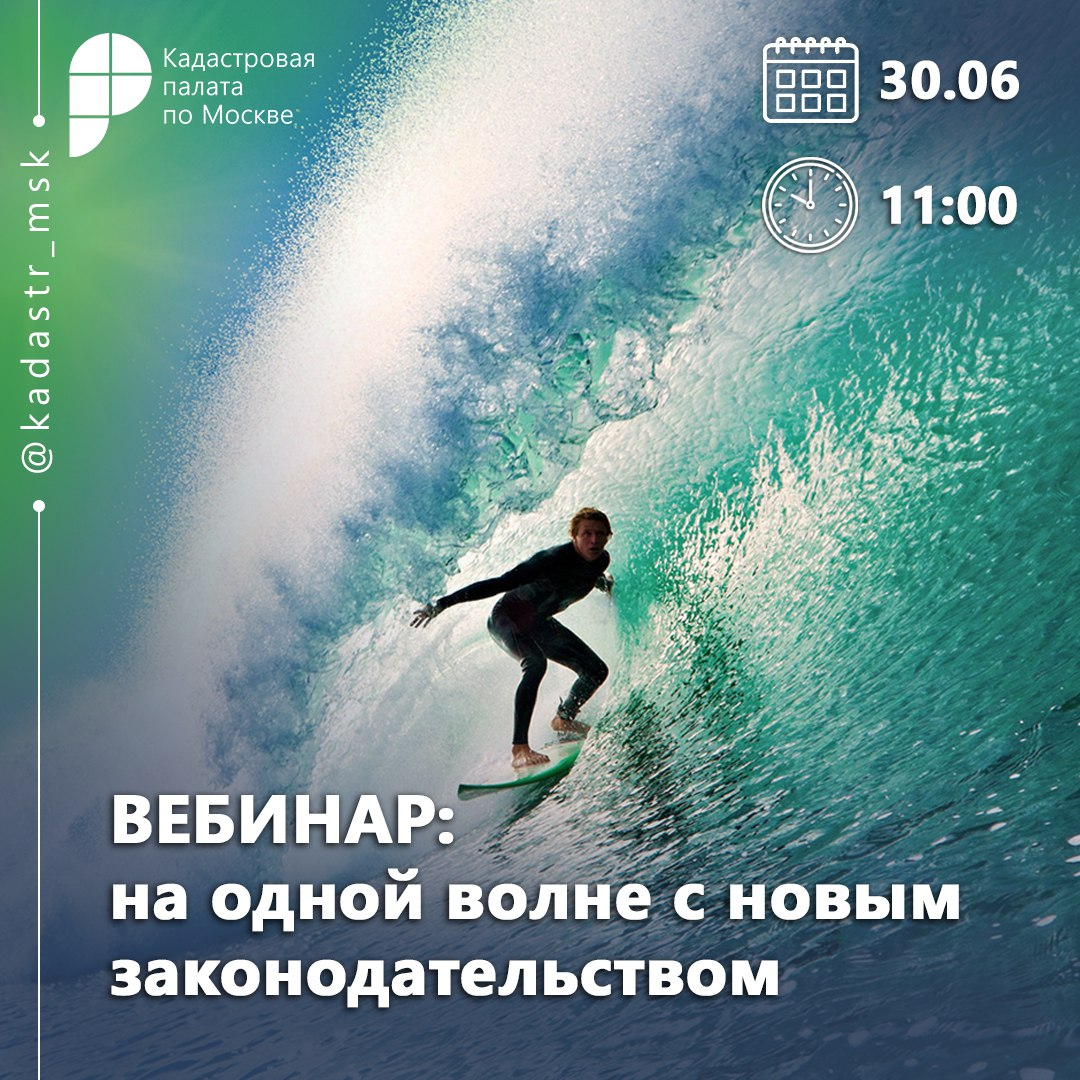 Кадастровая
палата
по Москве
30.06
11:00
@kadastr_msk
ВЕБИНАР:
на одной волне с новым
законодательством